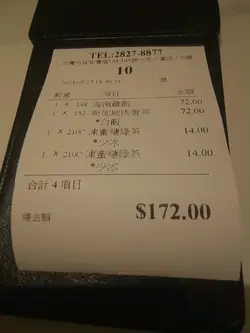 TEL:2827-8877
10
數量 項目 金額
1 X 148 海南雞飯 72.00
1 X 152 新加坡肉骨茶 72.00
*白飯
1 X 210C 凍蜜糖綠茶 14.00
*少冰
1 X 210C 凍蜜糖綠茶 14.00
*少冰
合計 4 項目
總金額 $172.00